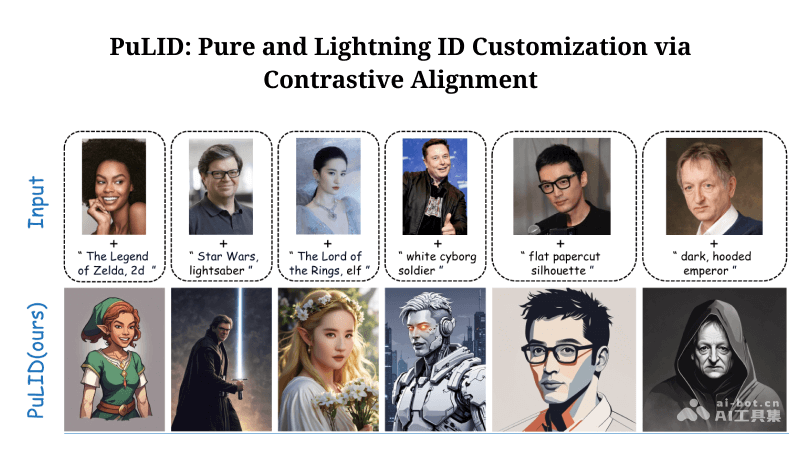 PuLID: Pure and Lightning ID Customization via
Contrastive Alignment
Input
+
+
+
+
+
+
“ The Legend
of Zelda, 2d ”
“ Star Wars,
lightsaber ”
“ The Lord of
the Rings, elf ”
“ white cyborg
soldier ”
“ flat papercut
silhouette ”
“ dark, hooded
emperor ”
PuLID(ours)
ai-bot.cn
AI工具集